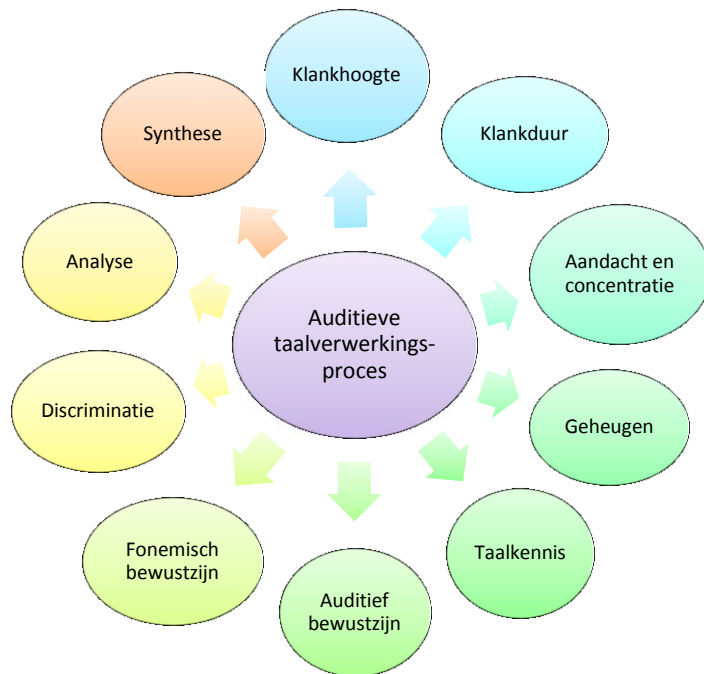 Klankhoogte
Klankduur
Aandacht en
concentratie
Geheugen
Taalkennis
Auditief
bewustzijn
Fonemisch
bewustzijn
Discriminatie
Analyse
Synthese
Auditieve
taalverwerkings-
proces